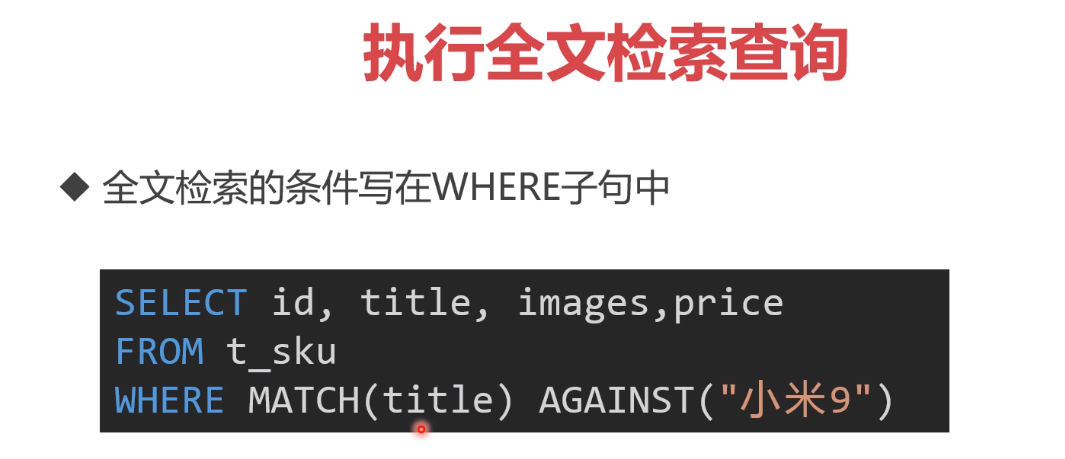 执行全文检索查询
◆ 全文检索的条件写在WHERE子句中
SELECT id, title, images,price
FROM t_sku
WHERE MATCH(title) AGAINST("小米9")